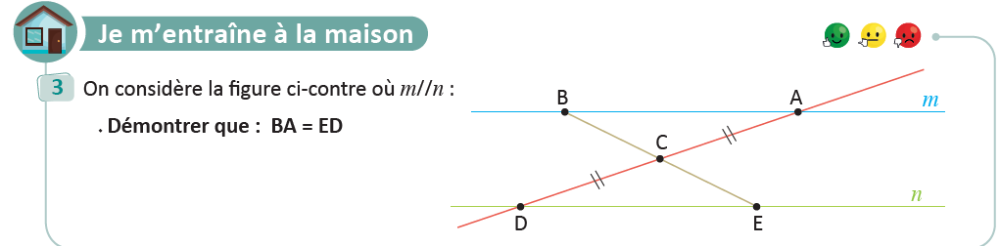 Je m’entraîne à la maison
3 On considère la figure ci-contre où m//n :
. Démontrer que : BA = ED
B A m
C
n
D E